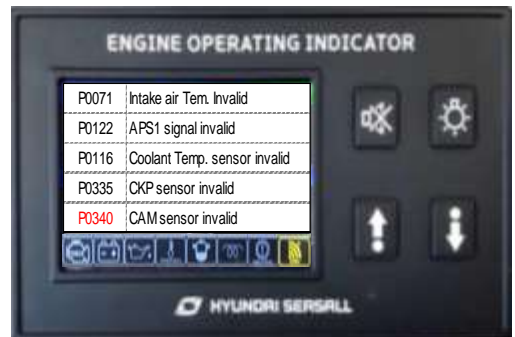 ENGINE OPERATING INDICATOR
P0071 Intake air Tem. Invalid
P0122 APS1 signal invalid
P0116 Coolant Temp. sensor invalid
P0335 CKP sensor invalid
P0340 CAM sensor invalid
HYUNDAI SEASALL